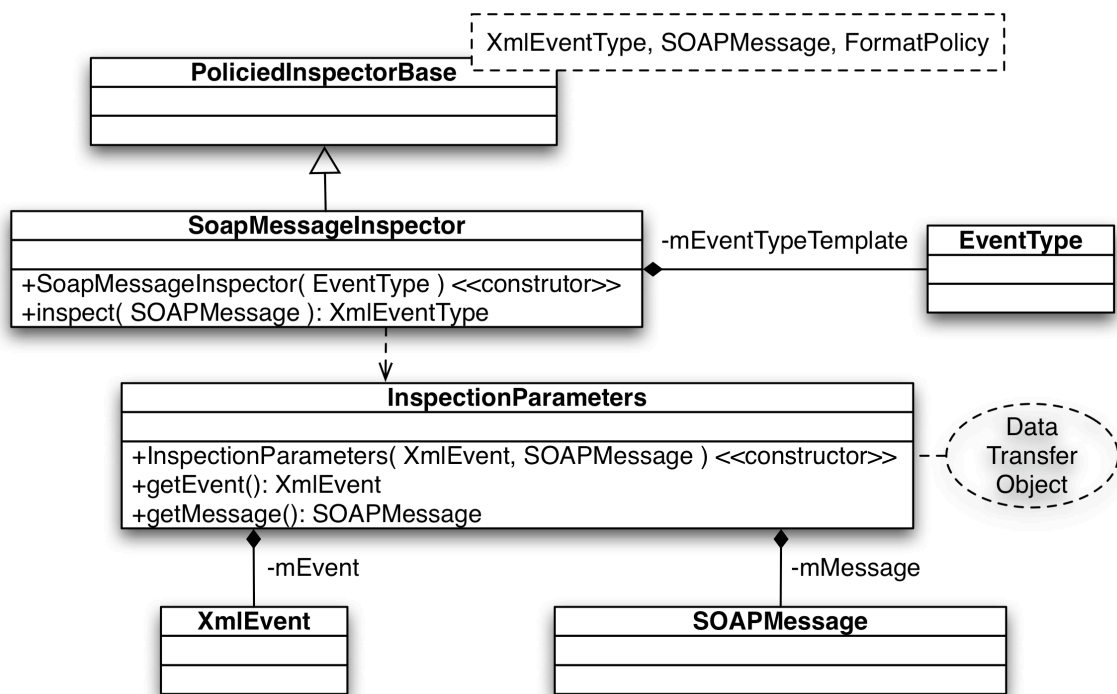 XmlEventType, SOAPMessage, FormatPolicy
PoliciedInspectorBase
SoapMessageInspector
+SoapMessageInspector( EventType ) <<construtor>>
+inspect( SOAPMessage ): XmlEventType
-mEventTypeTemplate
EventType
InspectionParameters
+InspectionParameters( XmlEvent, SOAPMessage ) <<constructor>>
+getEvent(): XmlEvent
+getMessage(): SOAPMessage
Data
Transfer
Object
-mEvent
-mMessage
XmlEvent
SOAPMessage